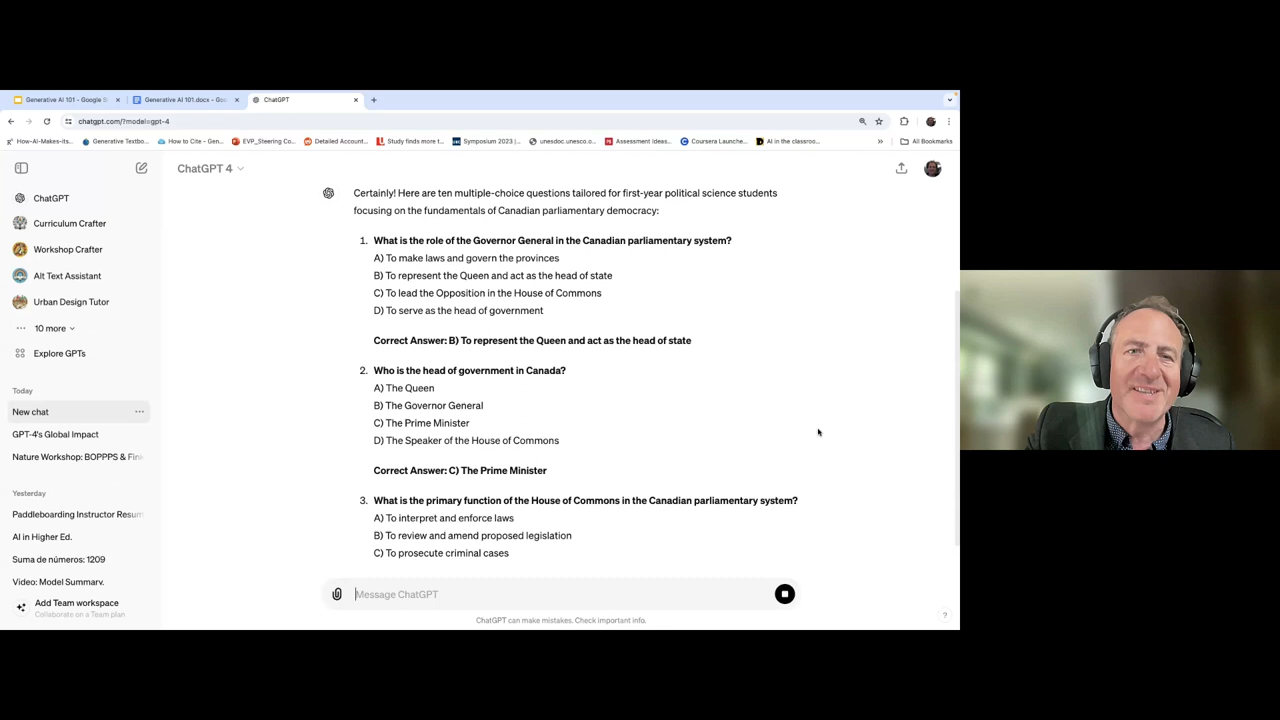 Generative AI 101 - Google S
Generative AI 101.docx - Goo
ChatGPT
chatgpt.com/?model=gpt-4
How-AI-Makes-its...
Generative Textbo...
How to Cite - Gen...
EVP_Steering Co...
Detailed Account...
Study finds more t...
Symposium 2023 |...
unesdoc.unesco.o...
Assessment ideas...
Coursera Launche...
AI in the classroo...
All Bookmarks
ChatGPT 4
ChatGPT
Curriculum Crafter
Workshop Crafter
Alt Text Assistant
Urban Design Tutor
10 more
Explore GPTs
Today
New chat
GPT-4's Global Impact
Nature Workshop: BOPPPS & Fin
Yesterday
Paddleboarding Instructor Resum
AI in Higher Ed.
Suma de números: 1209
Video: Model Summary.
Add Team workspace
Collaborate on a Team plan
Certainly! Here are ten multiple-choice questions tailored for first-year political science students
focusing on the fundamentals of Canadian parliamentary democracy:
1. What is the role of the Governor General in the Canadian parliamentary system?
A) To make laws and govern the provinces
B) To represent the Queen and act as the head of state
C) To lead the Opposition in the House of Commons
D) To serve as the head of government
Correct Answer: B) To represent the Queen and act as the head of state
2. Who is the head of government in Canada?
A) The Queen
B) The Governor General
C) The Prime Minister
D) The Speaker of the House of Commons
Correct Answer: C) The Prime Minister
3. What is the primary function of the House of Commons in the Canadian parliamentary system?
A) To interpret and enforce laws
B) To review and amend proposed legislation
C) To prosecute criminal cases
Message ChatGPT
ChatGPT can make mistakes. Check important info.
?